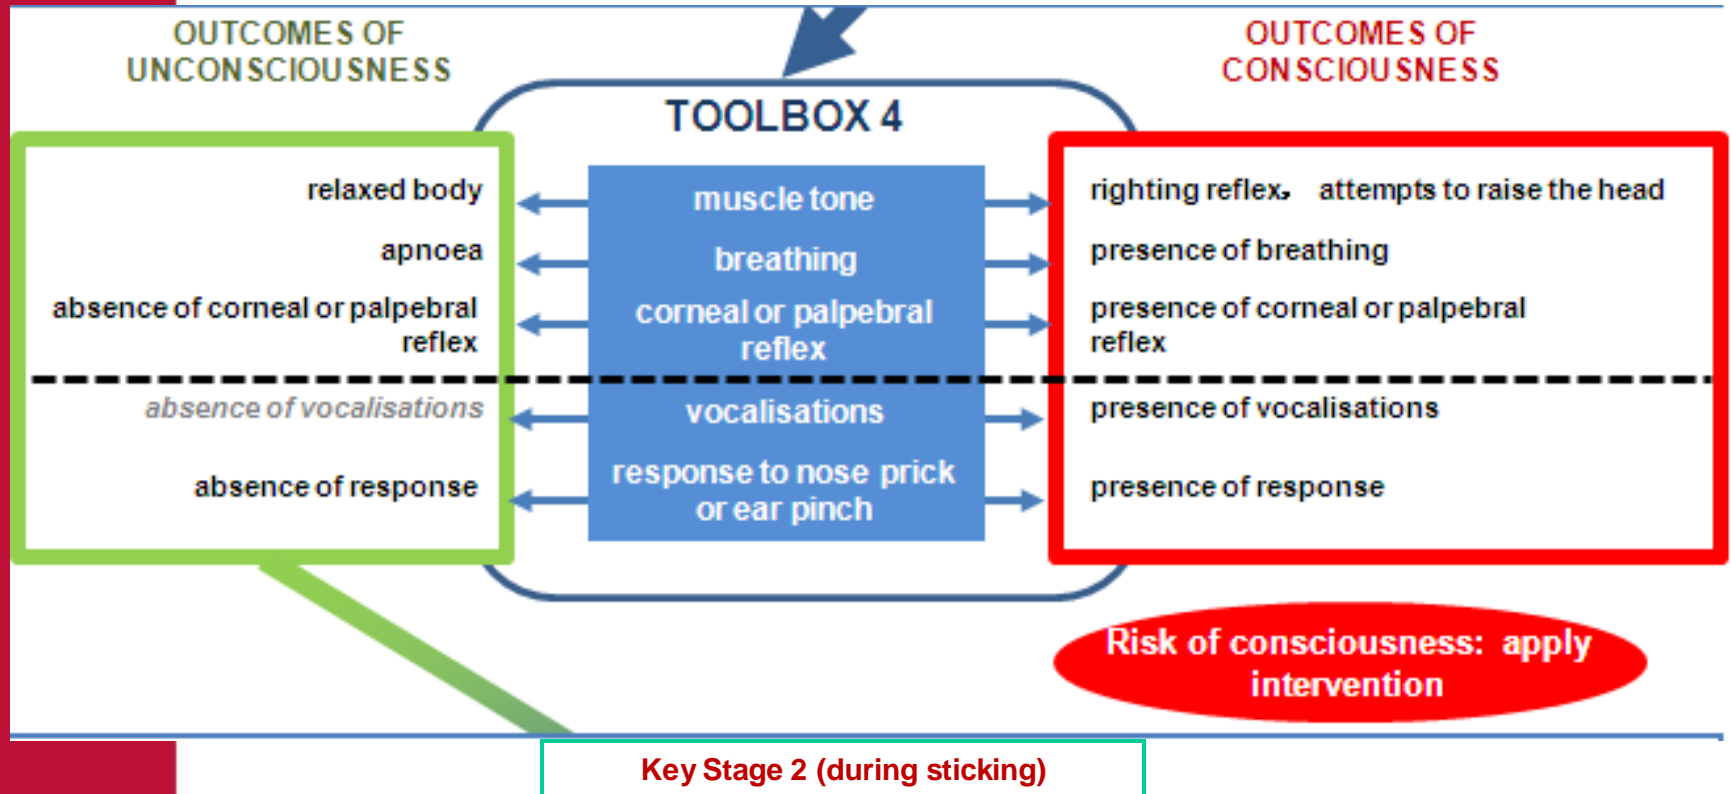 OUTCOMES OF
UNCONSCIOUSNESS
OUTCOMES OF
CONSCIOUSNESS
TOOLBOX 4
relaxed body
muscle tone
righting reflex, attempts to raise the head
apnoea
breathing
presence of breathing
absence of corneal or palpebral
reflex
corneal or palpebral
reflex
presence of corneal or palpebral
reflex
absence of vocalisations
vocalisations
presence of vocalisations
absence of response
response to nose prick
or ear pinch
presence of response
Risk of consciousness: apply
intervention
Key Stage 2 (during sticking)